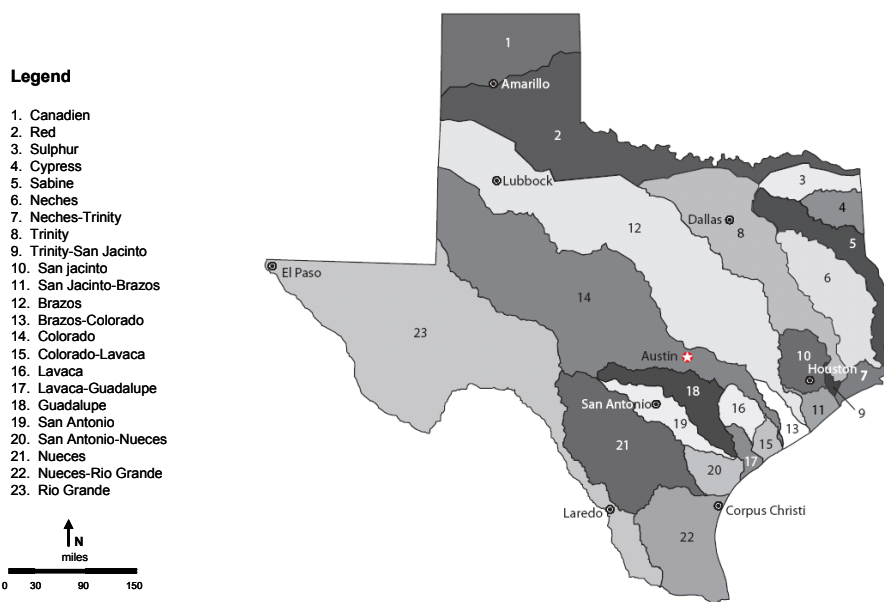 Legend
1. Canadien
2. Red
3. Sulphur
4. Cypress
5. Sabine
6. Neches
7. Neches-Trinity
8. Trinity
9. Trinity-San Jacinto
10. San jacinto
11. San Jacinto-Brazos
12. Brazos
13. Brazos-Colorado
14. Colorado
15. Colorado-Lavaca
16. Lavaca
17. Lavaca-Guadalupe
18. Guadalupe
19. San Antonio
20. San Antonio-Nueces
21. Nueces
22. Nueces-Rio Grande
23. Rio Grande
N
miles
0 30 90 150
1
Amarillo
2
Lubbock
3
4
Dallas
8
12
5
El Paso
6
14
23
Austin
10
Houston
7
18
San Antonio
16
11
9
19
13
21
15
17
20
Laredo
Corpus Christi
22